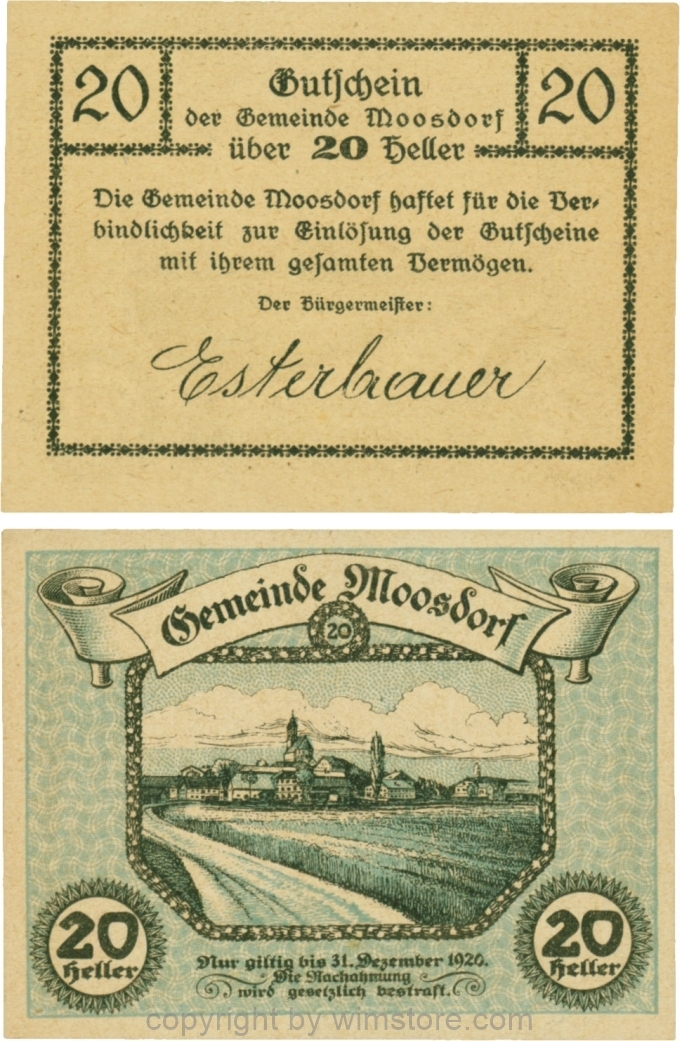 20
Gutschein
20
der Gemeinde Moosdorf
über 20 Heller
Die Gemeinde Moosdorf haftet für die Ver-
bindlichkeit zur Einlösung der Gutscheine
mit ihrem gesamten Vermögen.
Der Bürgermeister:
Esterbauer
Gemeinde Moosdorf
20
20
Heller
20
Heller
Nur giltig bis 31. Dezember 1920.
Die Nachahmung
wird gesetzlich bestraft.
copyright by wimstore.com